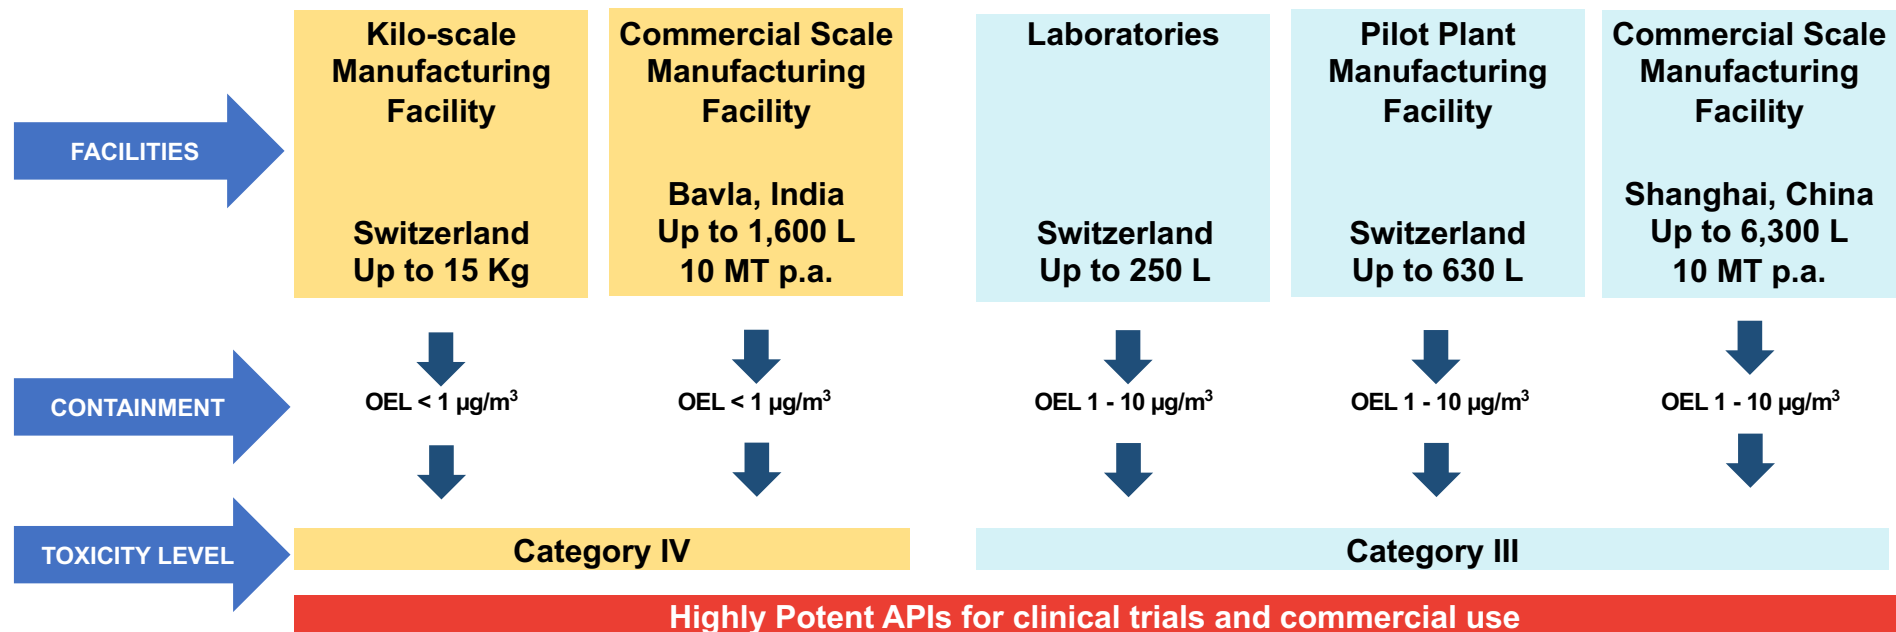 FACILITIES
Kilo-scale
Manufacturing
Facility
Switzerland
Up to 15 Kg
Commercial Scale
Manufacturing
Facility
Bavla, India
Up to 1,600 L
10 MT p.a.
Laboratories
Switzerland
Up to 250 L
Pilot Plant
Manufacturing
Facility
Switzerland
Up to 630 L
Commercial Scale
Manufacturing
Facility
Shanghai, China
Up to 6,300 L
10 MT p.a.
CONTAINMENT
OEL < 1 µg/m³
OEL < 1 µg/m³
OEL 1 - 10 µg/m³
OEL 1 - 10 µg/m³
OEL 1 - 10 µg/m³
TOXICITY LEVEL
Category IV
Category III
Highly Potent APIs for clinical trials and commercial use